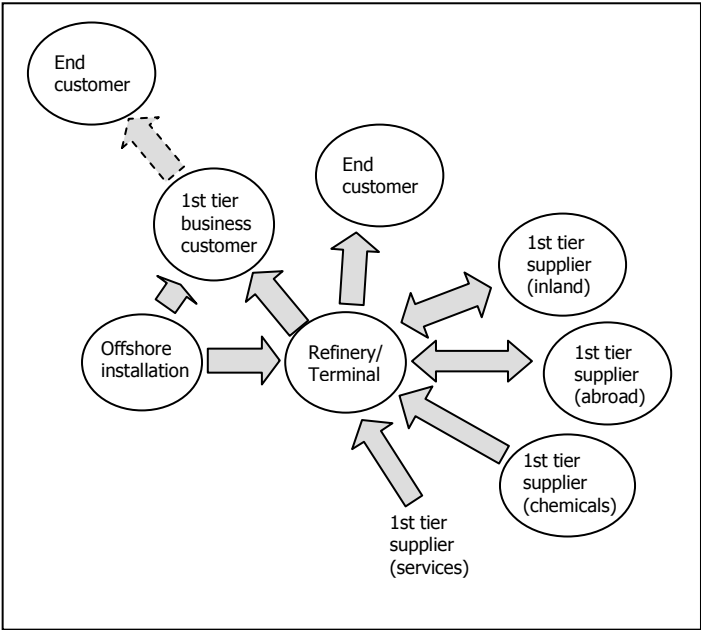 End
customer
End
customer
1st tier
business
customer
1st tier
supplier
(inland)
Offshore
installation
Refinery/
Terminal
1st tier
supplier
(abroad)
1st tier
supplier
(chemicals)
1st tier
supplier
(services)